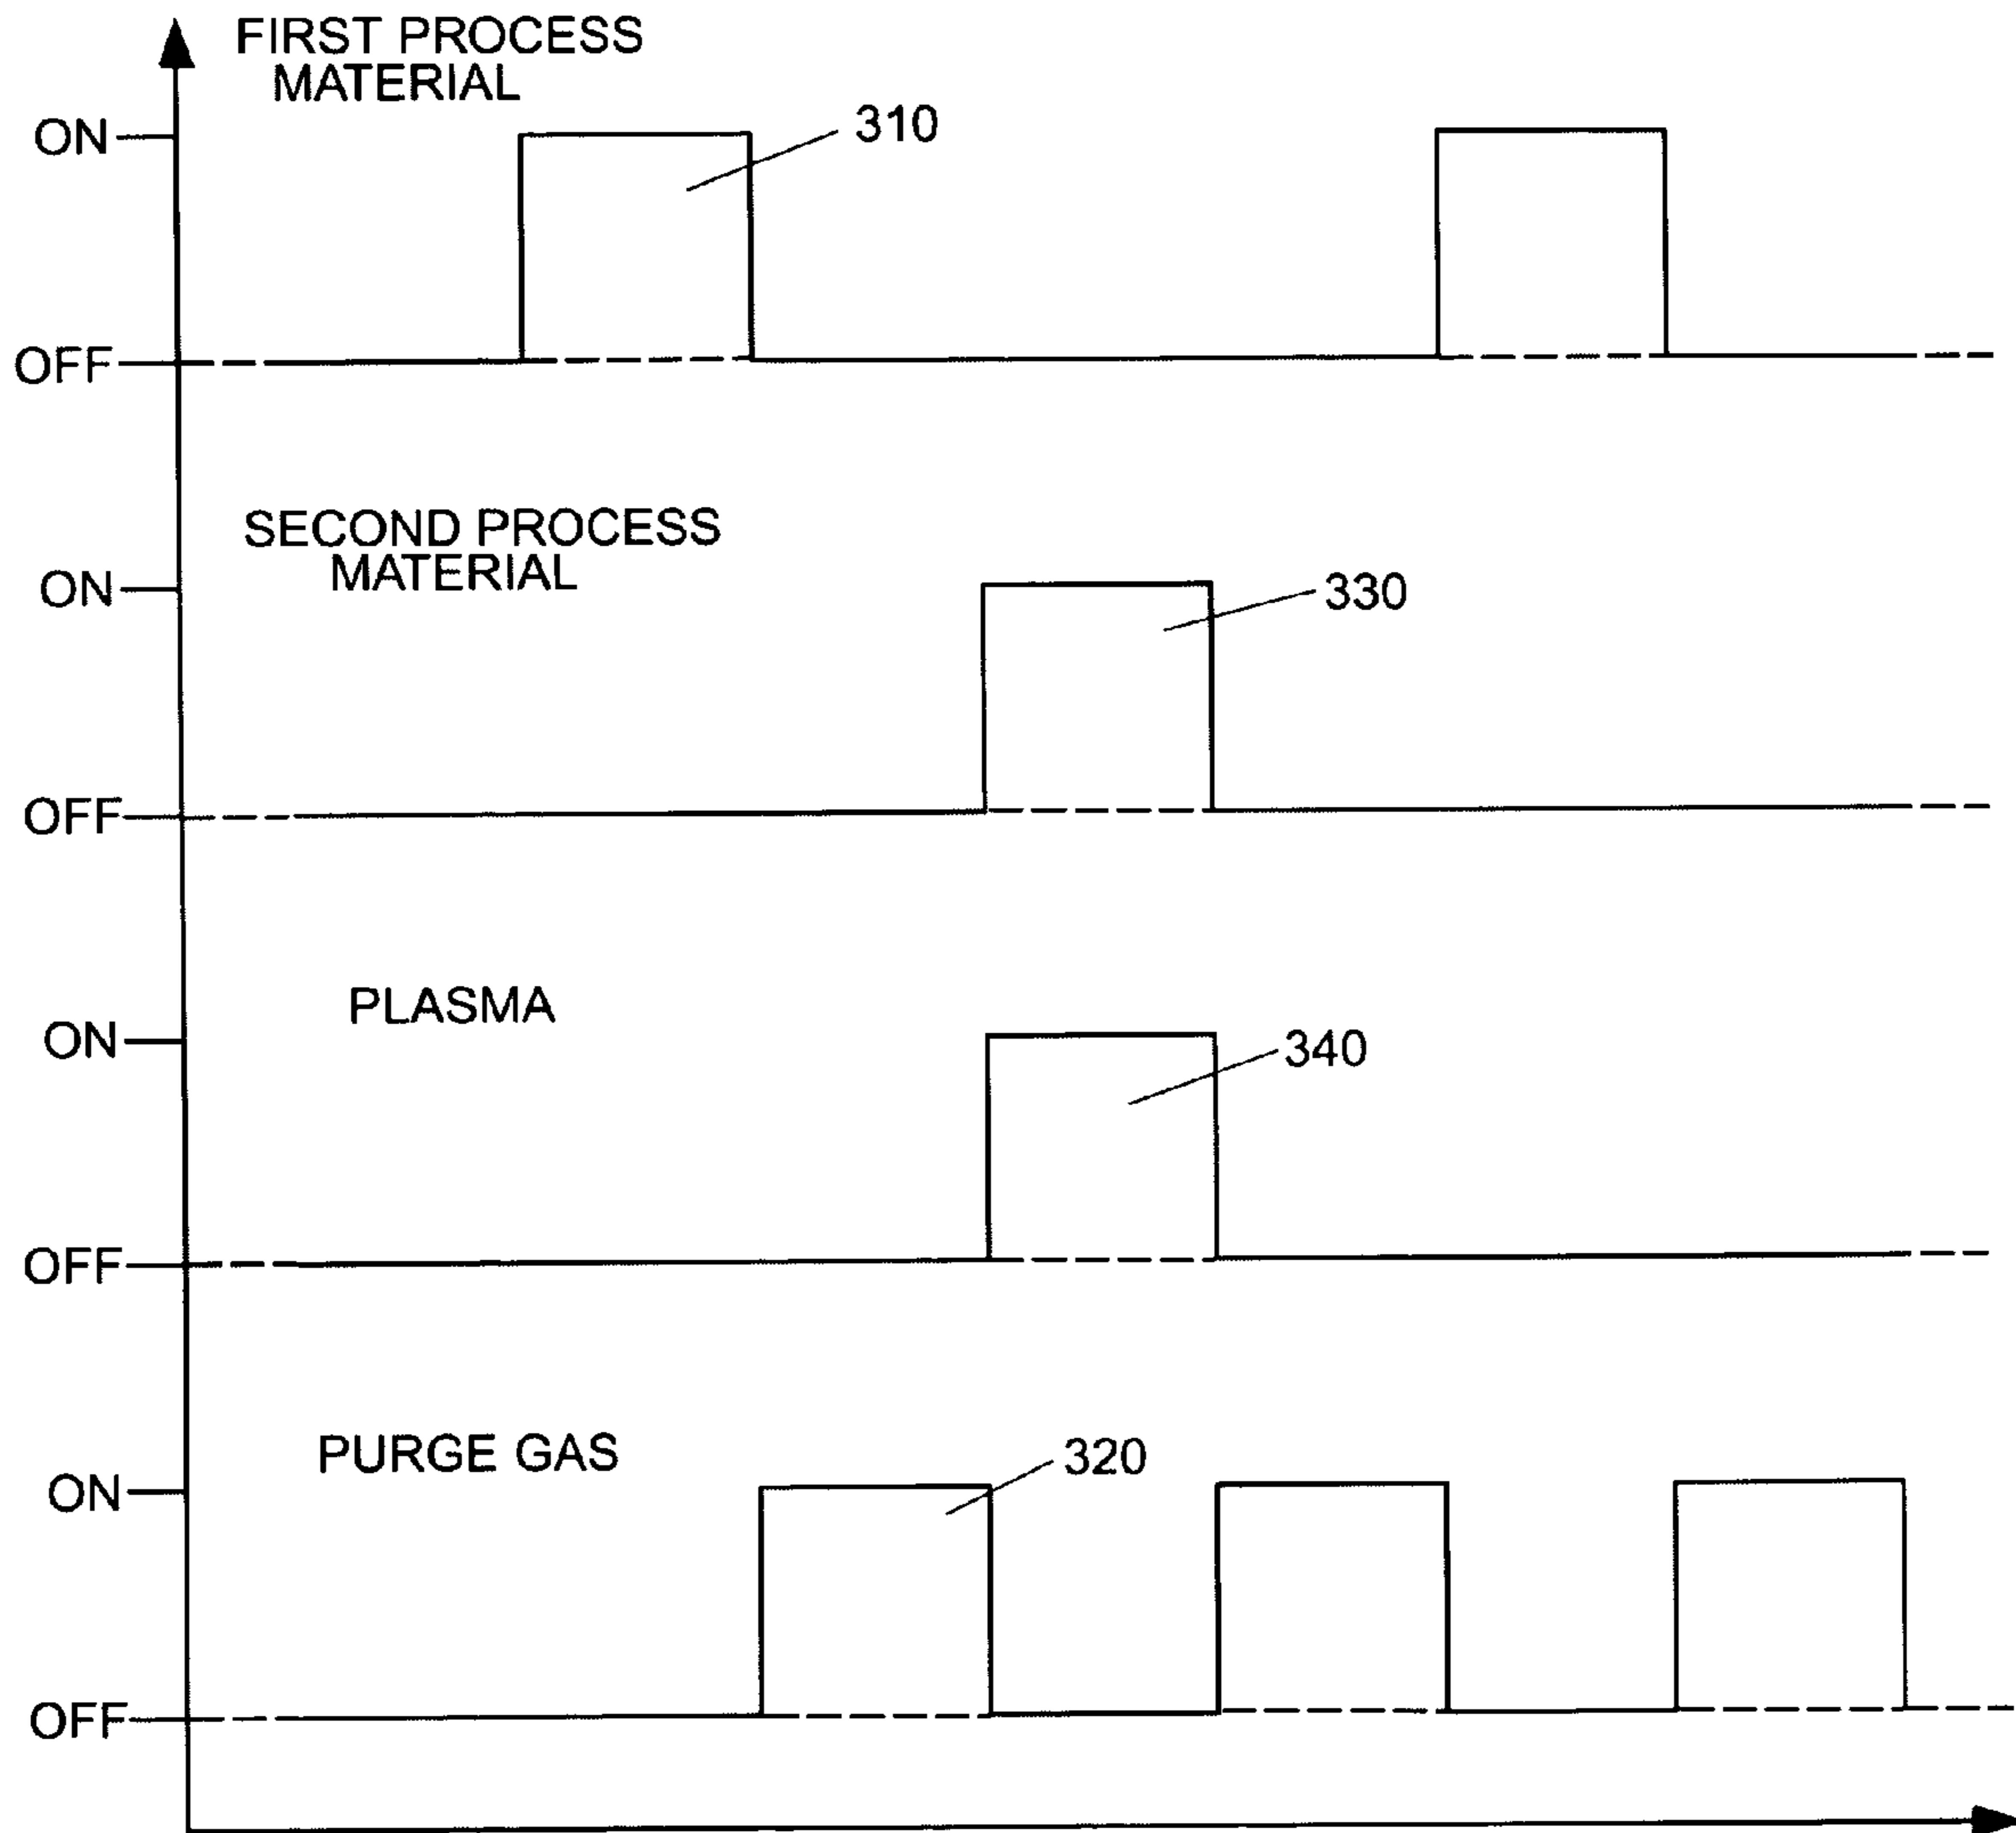 FIRST PROCESS
MATERIAL
ON
310
OFF
SECOND PROCESS
MATERIAL
ON
330
OFF
PLASMA
ON
340
OFF
PURGE GAS
ON
320
OFF